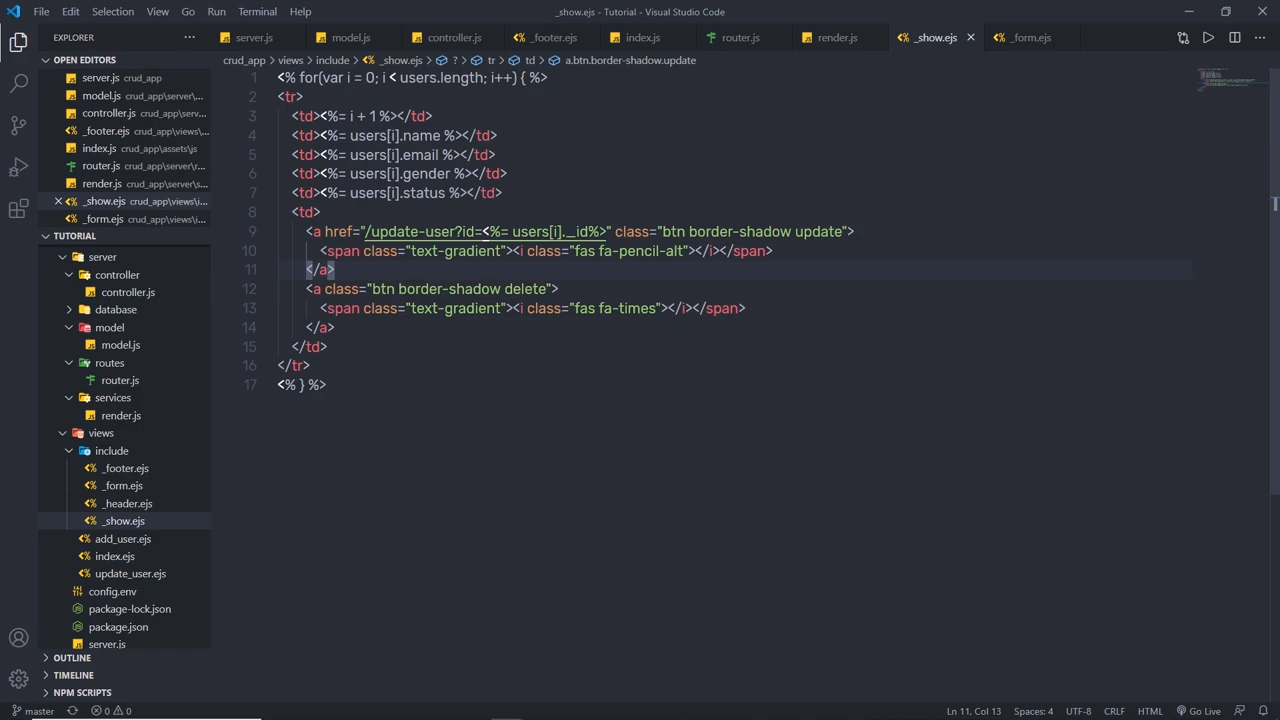 File Edit Selection View Go Run Terminal Help
_show.ejs - Tutorial - Visual Studio Code
EXPLORER
server.js model.js controller.js _footer.ejs index.js router.js render.js _show.ejs _form.ejs
OPEN EDITORS
crud_app views include _show.ejs ? tr td a.btn.border-shadow.update
server.js crud_app
model.js crud_app\server\...
controller.js crud_app\serv...
_footer.ejs crud_app\views\...
index.js crud_app\assets\js
router.js crud_app\server\r...
render.js crud_app\server\s...
_show.ejs crud_app\views\i...
_form.ejs crud_app\views\i...
TUTORIAL
server
controller
controller.js
database
model
model.js
routes
router.js
services
render.js
views
include
_footer.ejs
_form.ejs
_header.ejs
_show.ejs
add_user.ejs
index.ejs
update_user.ejs
config.env
package-lock.json
package.json
server.js
OUTLINE
TIMELINE
NPM SCRIPTS
1 <% for(var i = 0; i < users.length; i++) { %>
2 <tr>
3 <td><%= i + 1 %></td>
4 <td><%= users[i].name %></td>
5 <td><%= users[i].email %></td>
6 <td><%= users[i].gender %></td>
7 <td><%= users[i].status %></td>
8 <td>
9 <a href="/update-user?id=<%= users[i]._id%>" class="btn border-shadow update">
10 <span class="text-gradient"><i class="fas fa-pencil-alt"></i></span>
11 </a>
12 <a class="btn border-shadow delete">
13 <span class="text-gradient"><i class="fas fa-times"></i></span>
14 </a>
15 </td>
16 </tr>
17 <% } %>
master 0 0 Ln 11, Col 13 Spaces: 4 UTF-8 CRLF HTML Go Live